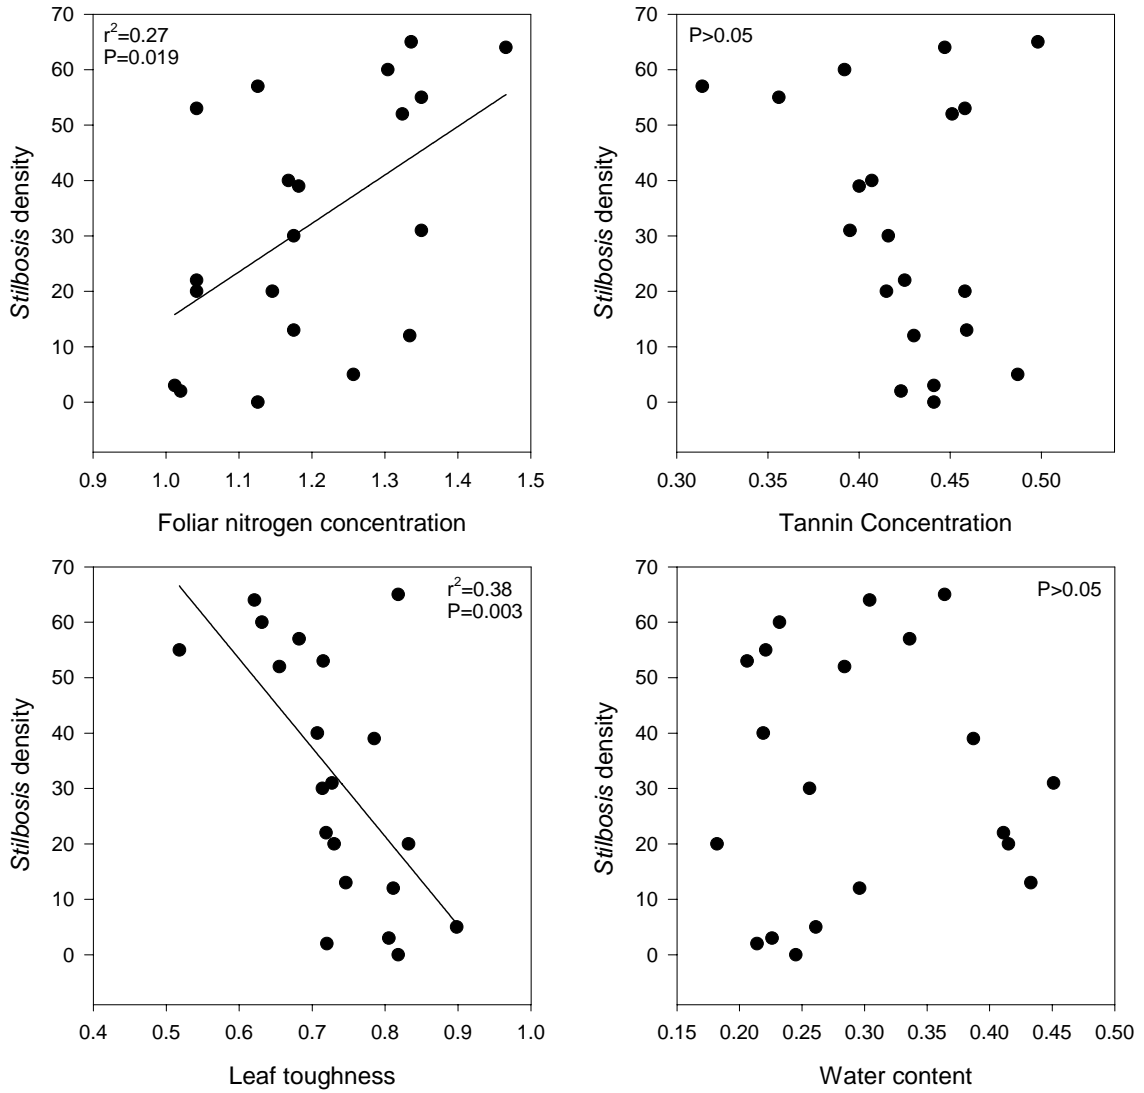 r²=0.27
P=0.019
70
60
50
40
30
20
10
0
Stilbosis density
0.9 1.0 1.1 1.2 1.3 1.4 1.5
Foliar nitrogen concentration
P>0.05
70
60
50
40
30
20
10
0
Stilbosis density
0.30 0.35 0.40 0.45 0.50
Tannin Concentration
r²=0.38
P=0.003
70
60
50
40
30
20
10
0
Stilbosis density
0.4 0.5 0.6 0.7 0.8 0.9 1.0
Leaf toughness
P>0.05
70
60
50
40
30
20
10
0
Stilbosis density
0.15 0.20 0.25 0.30 0.35 0.40 0.45 0.50
Water content